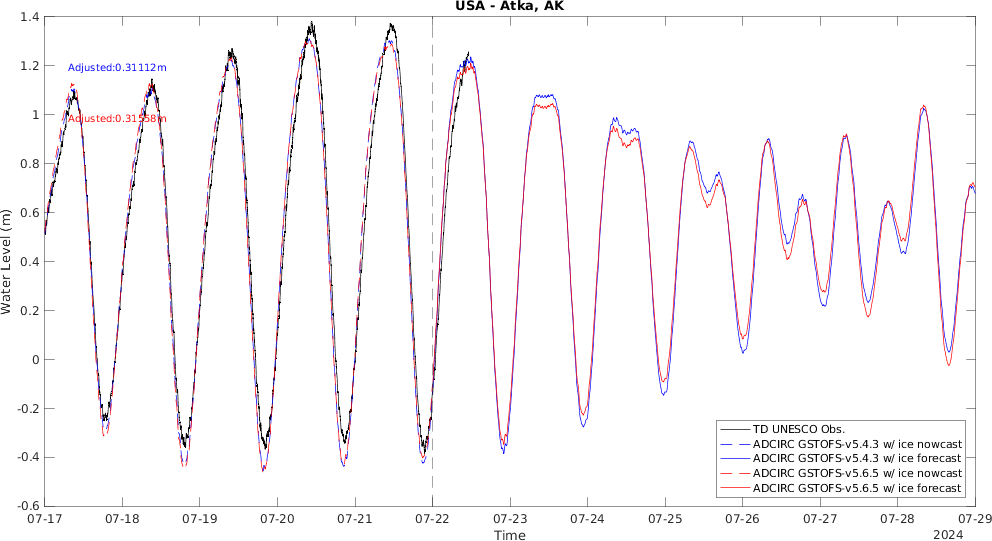 USA - Atka, AK
1.4
1.2
1
0.8
0.6
0.4
0.2
0
-0.2
-0.4
-0.6
Water Level (m)
Adjusted:0.31112m
Adjusted:0.31558m
TD UNESCO Obs.
ADCIRC GSTOFS-v5.4.3 w/ ice nowcast
ADCIRC GSTOFS-v5.4.3 w/ ice forecast
ADCIRC GSTOFS-v5.6.5 w/ ice nowcast
ADCIRC GSTOFS-v5.6.5 w/ ice forecast
07-17 07-18 07-19 07-20 07-21 07-22 07-23 07-24 07-25 07-26 07-27 07-28 07-29
Time
2024